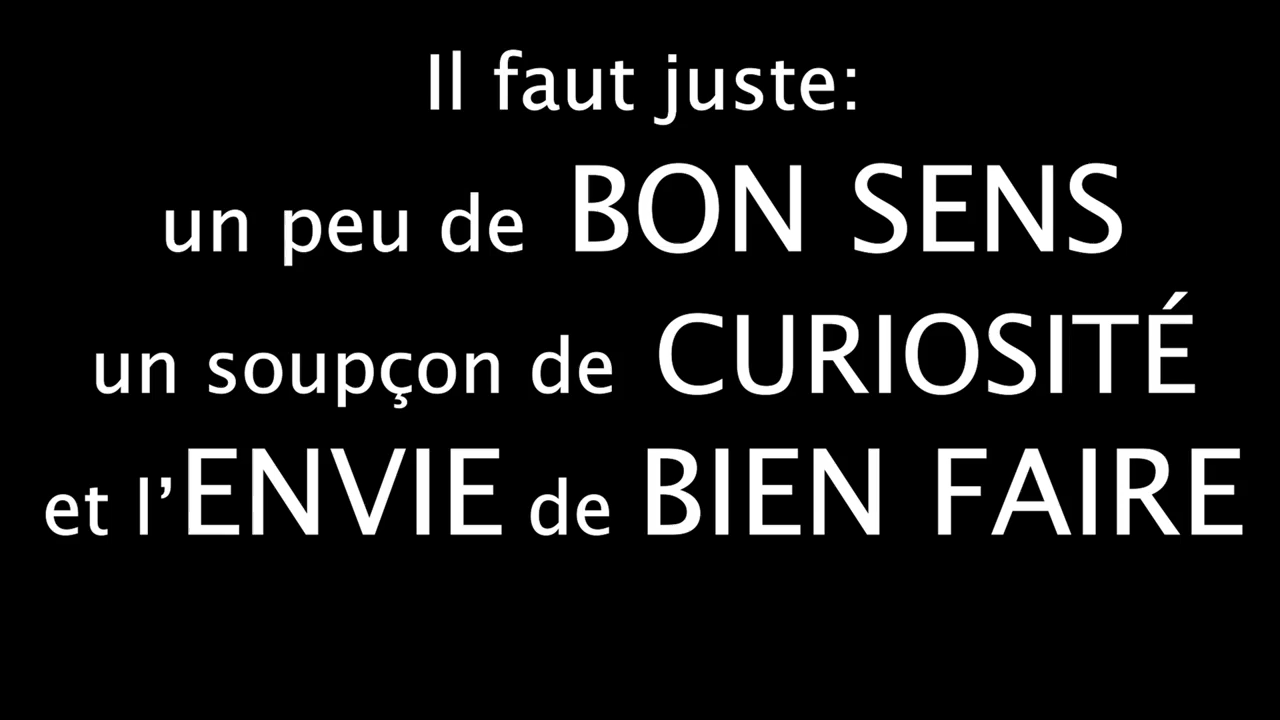 Il faut juste:
un peu de BON SENS
un soupçon de CURIOSITÉ
et l’ENVIE de BIEN FAIRE